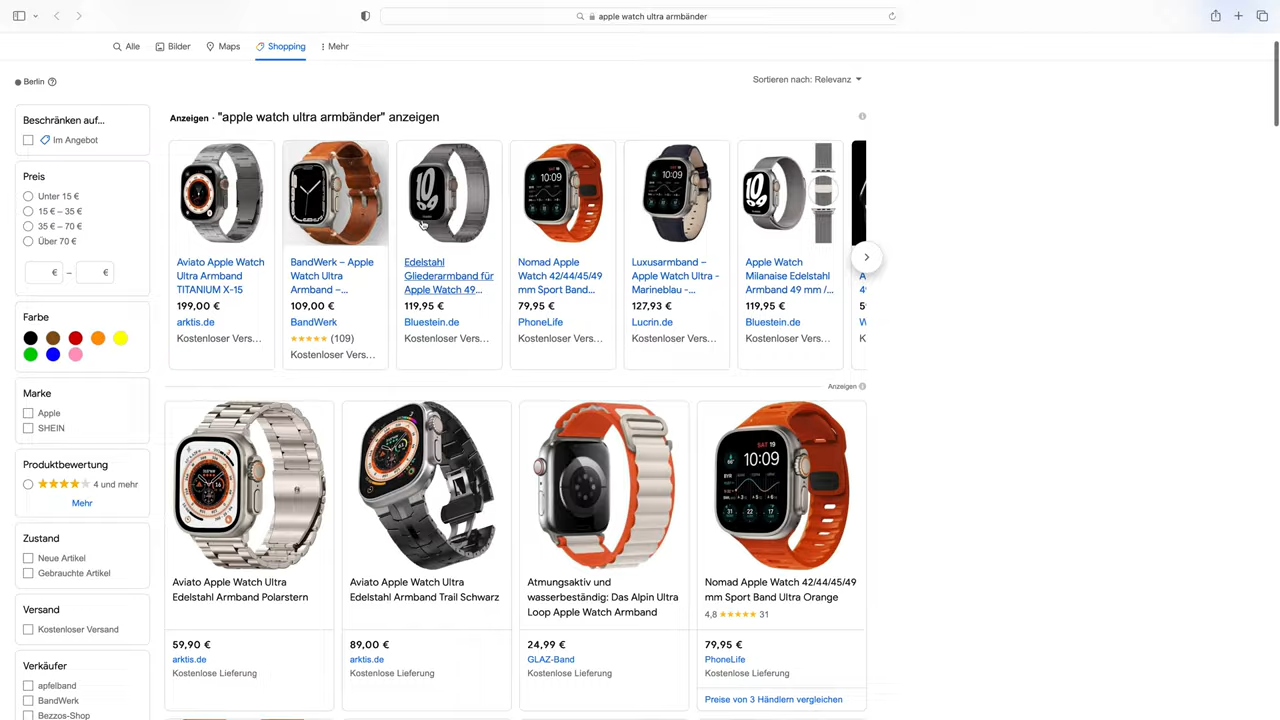 apple watch ultra armbänder
Alle
Bilder
Maps
Shopping
Mehr
Berlin
Sortieren nach: Relevanz
Beschränken auf...
Im Angebot
Preis
Unter 15 €
15 € – 35 €
35 € – 70 €
Über 70 €
€ – €
Farbe
Marke
Apple
SHEIN
Produktbewertung
4 und mehr
Mehr
Zustand
Neue Artikel
Gebrauchte Artikel
Versand
Kostenloser Versand
Verkäufer
apfelband
BandWerk
Bezzos-Shop
Anzeigen · "apple watch ultra armbänder" anzeigen
Aviato Apple Watch
Ultra Armband
TITANIUM X-15
199,00 €
arktis.de
Kostenloser Vers...
BandWerk – Apple
Watch Ultra
Armband –...
109,00 €
BandWerk
(109)
Kostenloser Vers...
Edelstahl
Gliederarmband für
Apple Watch 49...
119,95 €
Bluestein.de
Kostenloser Vers...
Nomad Apple
Watch 42/44/45/49
mm Sport Band...
79,95 €
PhoneLife
Kostenloser Vers...
Luxusarmband –
Apple Watch Ultra -
Marineblau -...
127,93 €
Lucrin.de
Kostenloser Vers...
Apple Watch
Milanaise Edelstahl
Armband 49 mm /...
119,95 €
Bluestein.de
Kostenloser Vers...
Anzeigen
10:09
10:09
Aviato Apple Watch Ultra
Edelstahl Armband Polarstern
59,90 €
arktis.de
Kostenlose Lieferung
Aviato Apple Watch Ultra
Edelstahl Armband Trail Schwarz
89,00 €
arktis.de
Kostenlose Lieferung
Atmungsaktiv und
wasserbeständig: Das Alpin Ultra
Loop Apple Watch Armband
24,99 €
GLAZ-Band
Kostenlose Lieferung
SAT 19
10:09
Nomad Apple Watch 42/44/45/49
mm Sport Band Ultra Orange
4,8 31
79,95 €
PhoneLife
Kostenlose Lieferung
Preise von 3 Händlern vergleichen